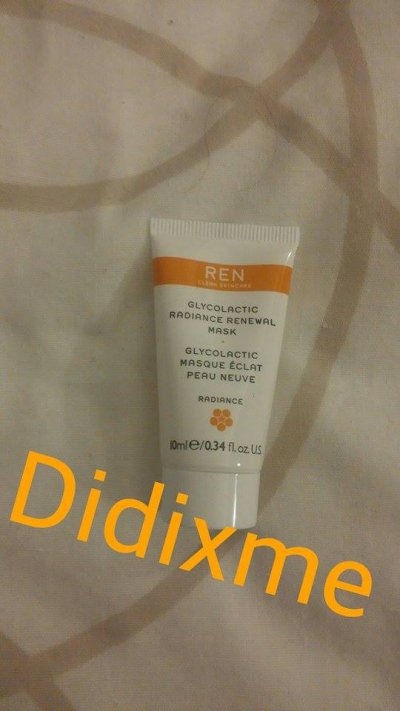 REN
CLEAN SKINCARE
GLYCOLACTIC
RADIANCE RENEWAL
MASK
GLYCOLACTIC
MASQUE ÉCLAT
PEAU NEUVE
RADIANCE
10ml e/0.34 fl. oz. U.S.
Didixme